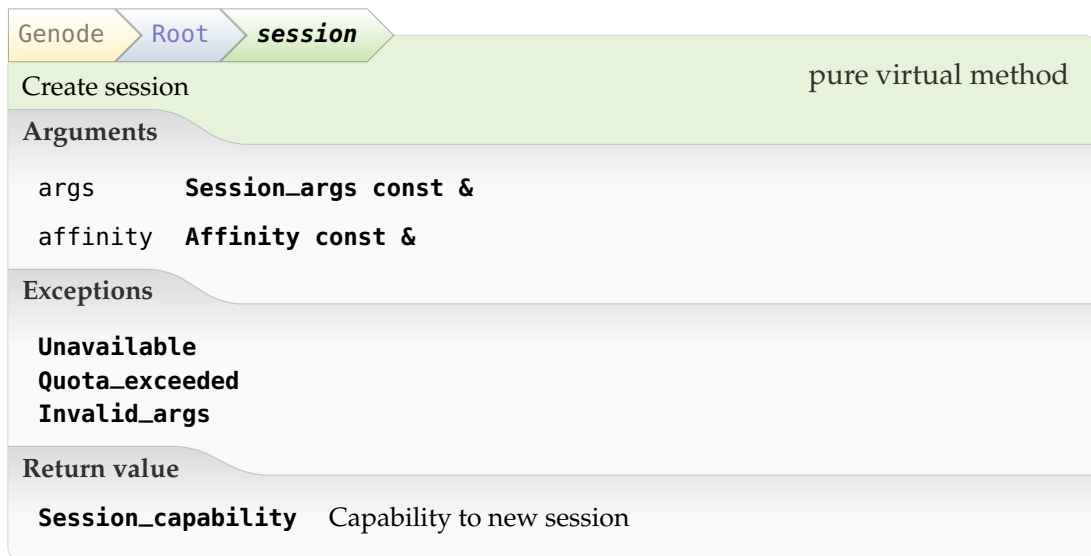 Genode Root session
Create session
pure virtual method
Arguments
args Session_args const &
affinity Affinity const &
Exceptions
Unavailable
Quota_exceeded
Invalid_args
Return value
Session_capability Capability to new session